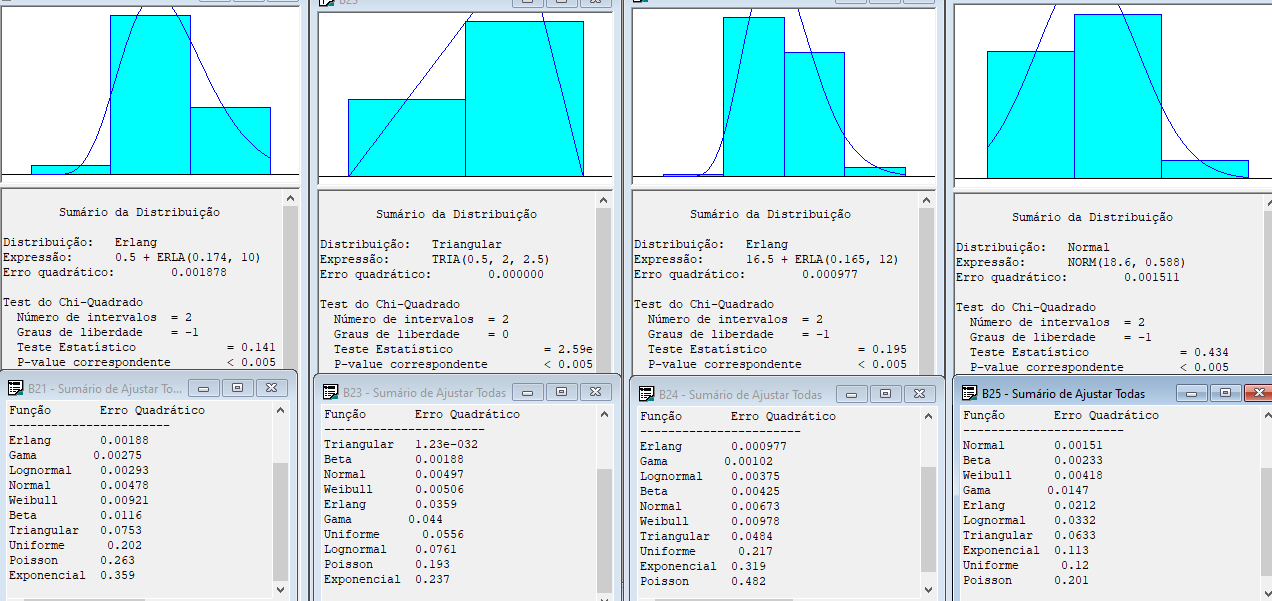 B23
Sumário da Distribuição
Distribuição: Erlang
Expressão: 0.5 + ERLA(0.174, 10)
Erro quadrático: 0.001878
Test do Chi-Quadrado
Número de intervalos = 2
Graus de liberdade = -1
Teste Estatístico = 0.141
P-value correspondente < 0.005
Sumário da Distribuição
Distribuição: Triangular
Expressão: TRIA(0.5, 2, 2.5)
Erro quadrático: 0.000000
Test do Chi-Quadrado
Número de intervalos = 2
Graus de liberdade = 0
Teste Estatístico = 2.59e
P-value correspondente < 0.005
Sumário da Distribuição
Distribuição: Erlang
Expressão: 16.5 + ERLA(0.165, 12)
Erro quadrático: 0.000977
Test do Chi-Quadrado
Número de intervalos = 2
Graus de liberdade = -1
Teste Estatístico = 0.195
P-value correspondente < 0.005
Sumário da Distribuição
Distribuição: Normal
Expressão: NORM(18.6, 0.588)
Erro quadrático: 0.001511
Test do Chi-Quadrado
Número de intervalos = 2
Graus de liberdade = -1
Teste Estatístico = 0.434
P-value correspondente < 0.005
B21 - Sumário de Ajustar To...
Função Erro Quadrático
------------------------
Erlang 0.00188
Gama 0.00275
Lognormal 0.00293
Normal 0.00478
Weibull 0.00921
Beta 0.0116
Triangular 0.0753
Uniforme 0.202
Poisson 0.263
Exponencial 0.359
B23 - Sumário de Ajustar Todas
Função Erro Quadrático
------------------------
Triangular 1.23e-032
Beta 0.00188
Normal 0.00497
Weibull 0.00506
Erlang 0.0359
Gama 0.044
Uniforme 0.0556
Lognormal 0.0761
Poisson 0.193
Exponencial 0.237
B24 - Sumário de Ajustar Todas
Função Erro Quadrático
------------------------
Erlang 0.000977
Gama 0.00102
Lognormal 0.00375
Beta 0.00425
Normal 0.00673
Weibull 0.00978
Triangular 0.0484
Uniforme 0.217
Exponencial 0.319
Poisson 0.482
B25 - Sumário de Ajustar Todas
Função Erro Quadrático
------------------------
Normal 0.00151
Beta 0.00233
Weibull 0.00418
Gama 0.0147
Erlang 0.0212
Lognormal 0.0332
Triangular 0.0633
Exponencial 0.113
Uniforme 0.12
Poisson 0.201